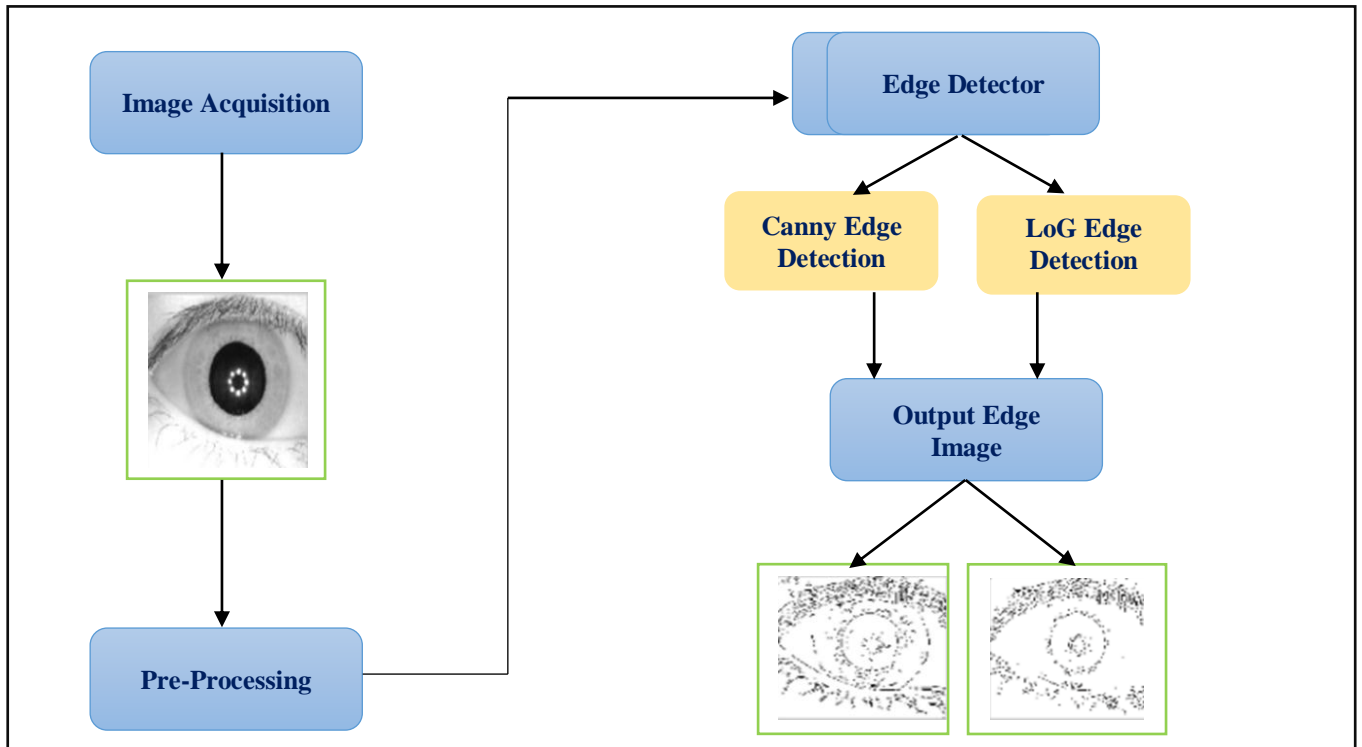 Image Acquisition
Pre-Processing
Edge Detector
Canny Edge
Detection
LoG Edge
Detection
Output Edge
Image